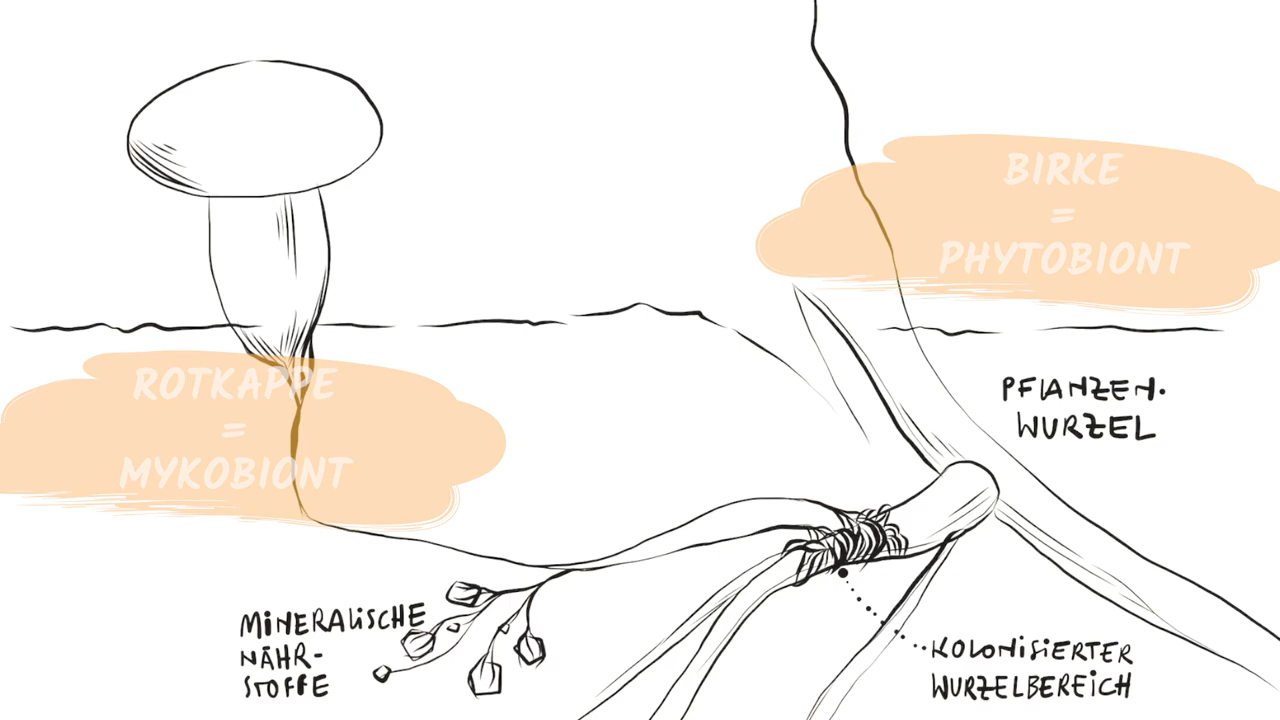 BIRKE
=
PHYTOBIONT
ROTKAPPE
=
MYKOBIONT
PFLANZEN-
WURZEL
MINERALISCHE
NÄHR-
STOFFE
KOLONISIERTER
WURZELBEREICH